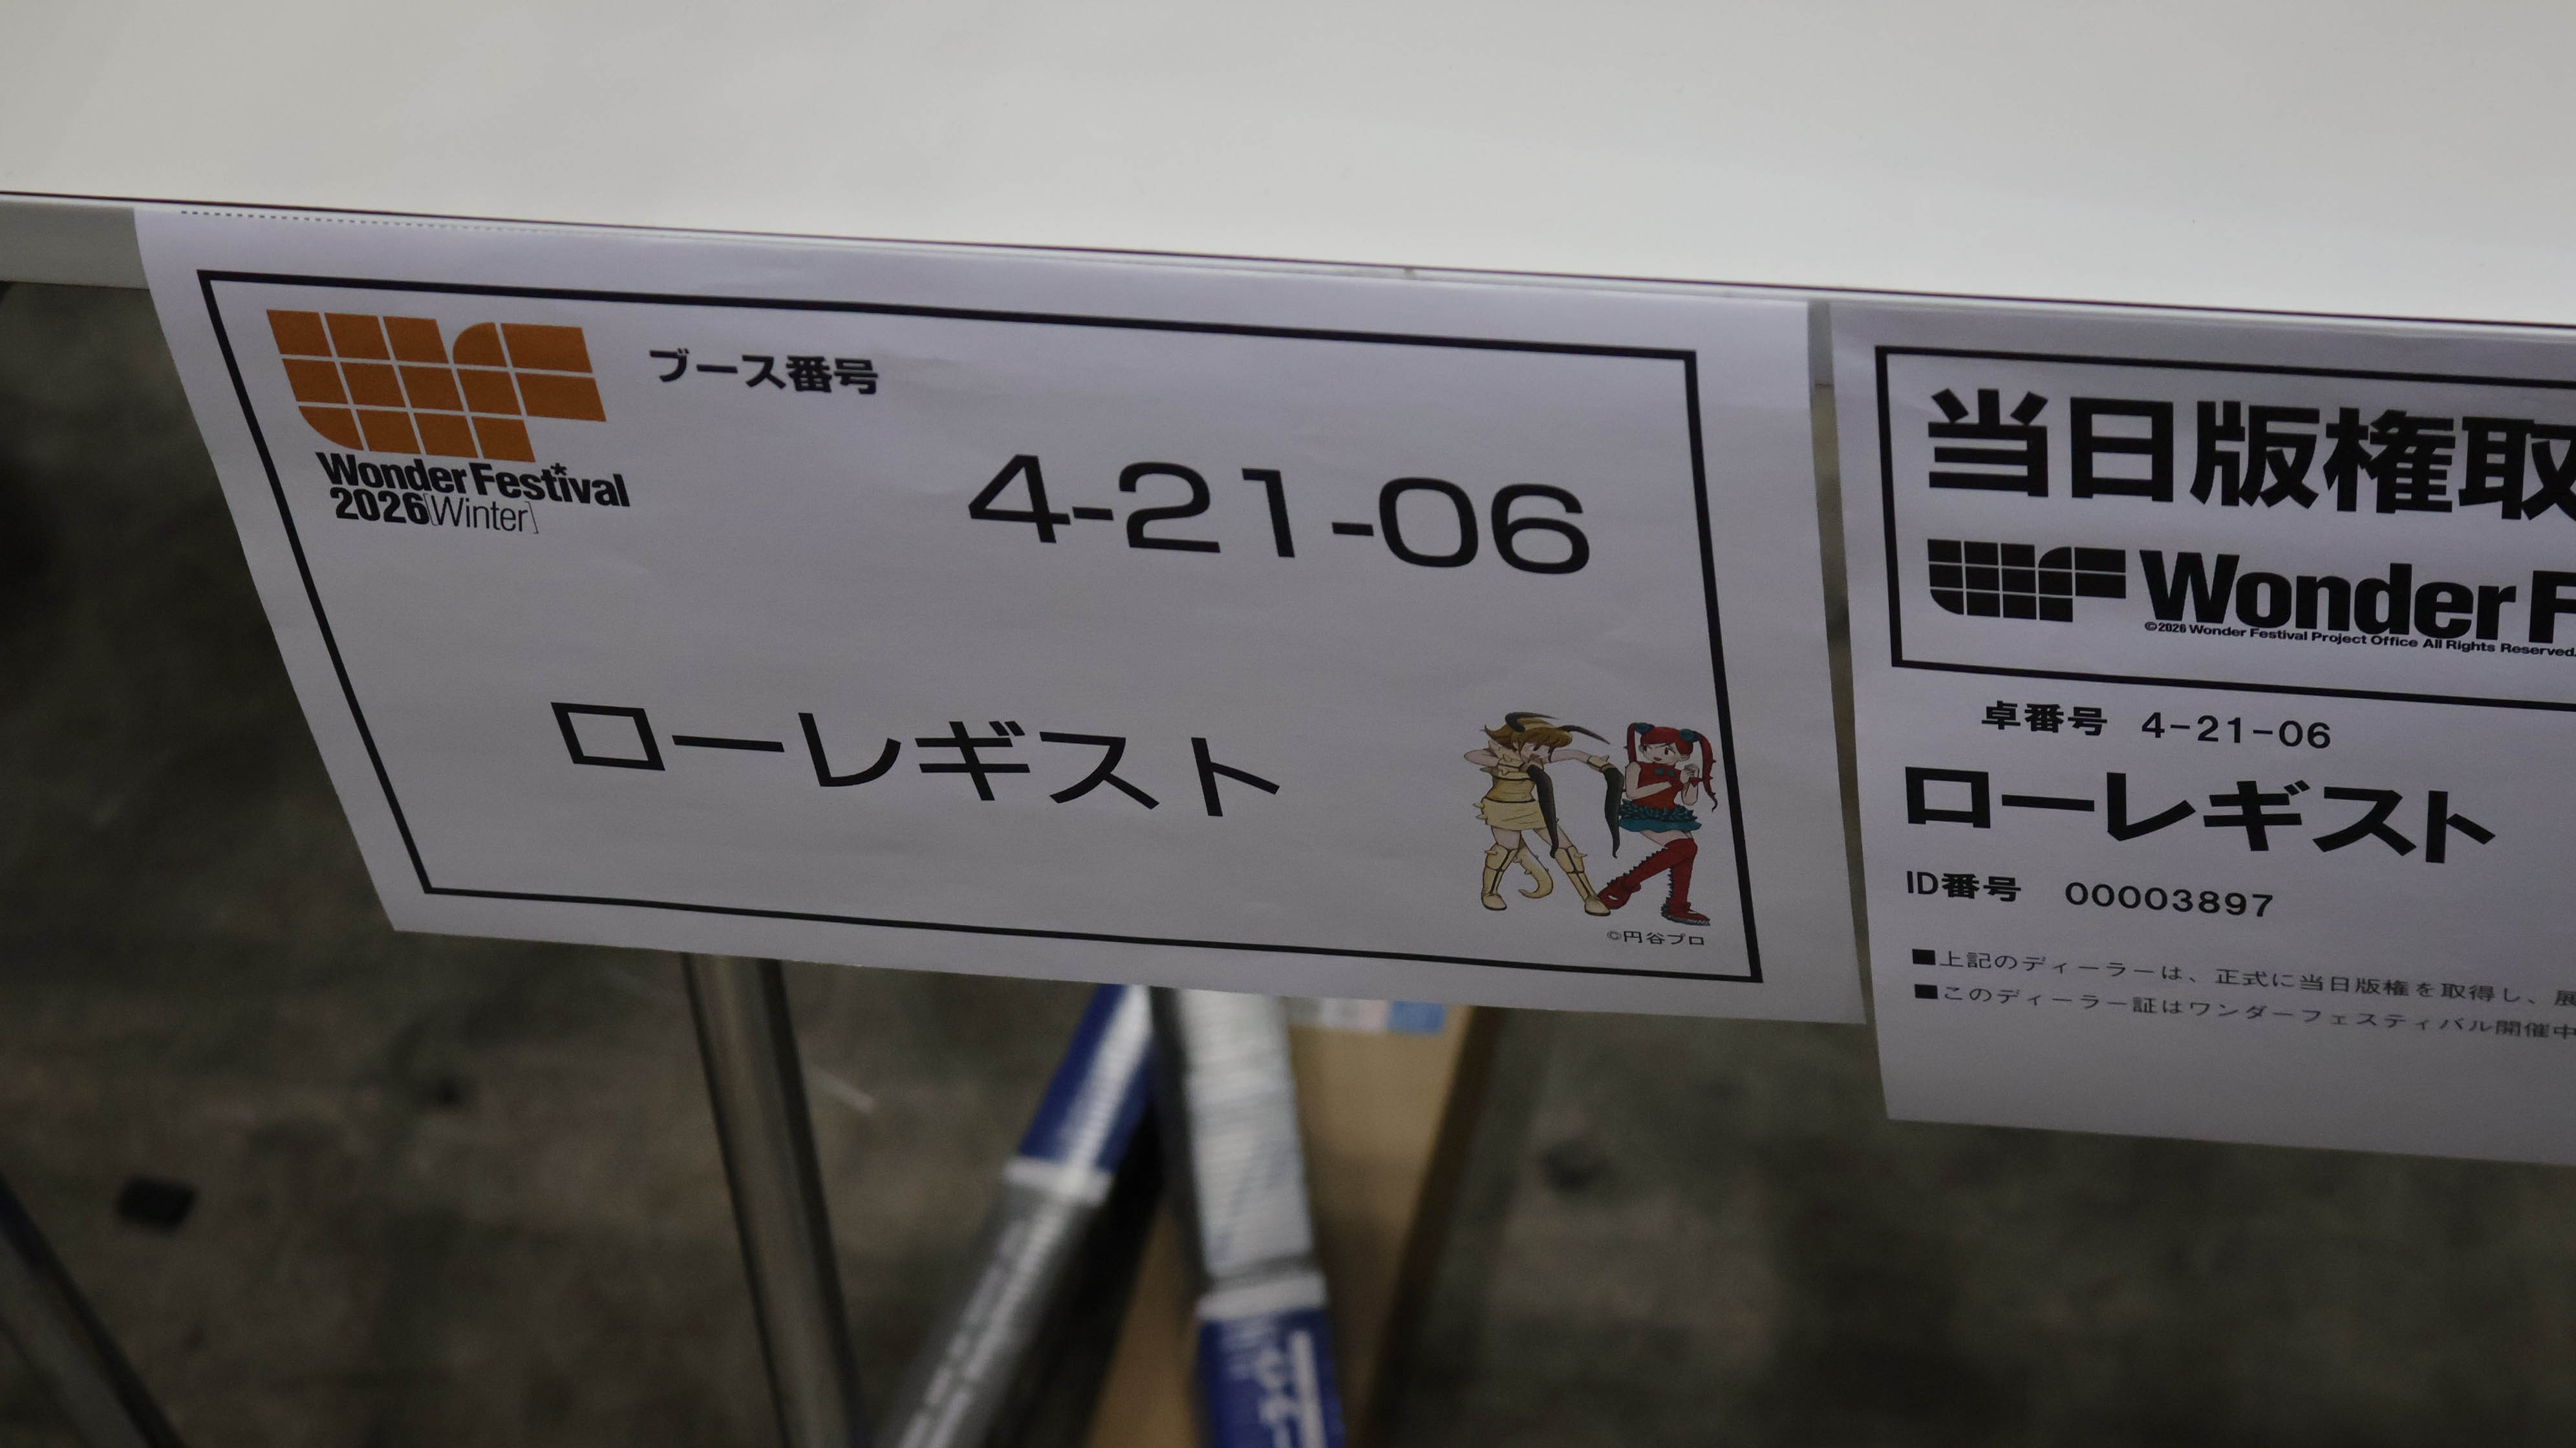 Wonder Festival
2026[Winter]
ブース番号
4-21-06
ローレギスト
©円谷プロ
当日版権取
Wonder F
©2026 Wonder Festival Project Office All Rights Reserved.
卓番号 4-21-06
ローレギスト
ID番号 00003897
■上記のディーラーは、正式に当日版権を取得し、展
■このディーラー証はワンダーフェスティバル開催中